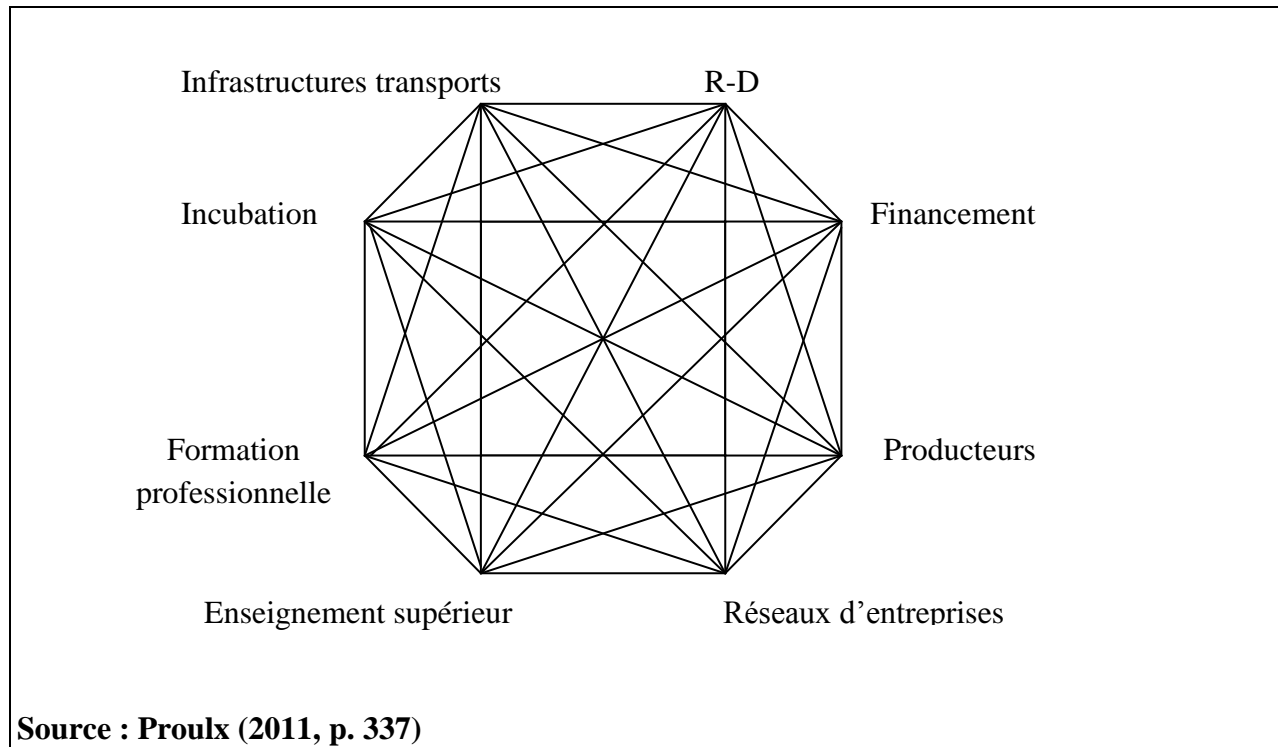 Infrastructures transports
R-D
Incubation
Financement
Formation
professionnelle
Producteurs
Enseignement supérieur
Réseaux d’entreprises
Source : Proulx (2011, p. 337)